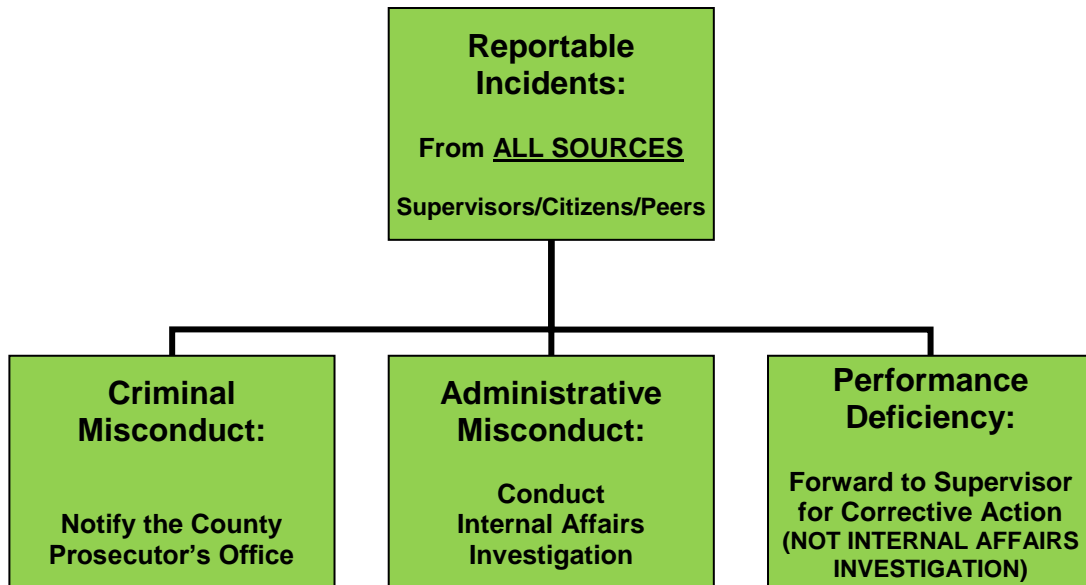 Reportable
Incidents:
From ALL SOURCES
Supervisors/Citizens/Peers
Criminal
Misconduct:
Notify the County
Prosecutor's Office
Administrative
Misconduct:
Conduct
Internal Affairs
Investigation
Performance
Deficiency:
Forward to Supervisor
for Corrective Action
(NOT INTERNAL AFFAIRS
INVESTIGATION)